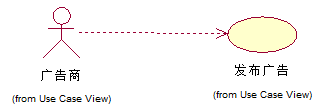 广告商
(from Use Case View)
发布广告
(from Use Case View)